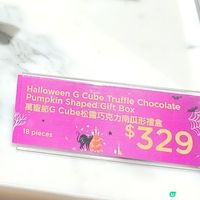 Halloween G Cube Truffle Chocolate
Pumpkin Shaped Gift Box
萬聖節G Cube松露巧克力南瓜形禮盒
18 pieces
$329